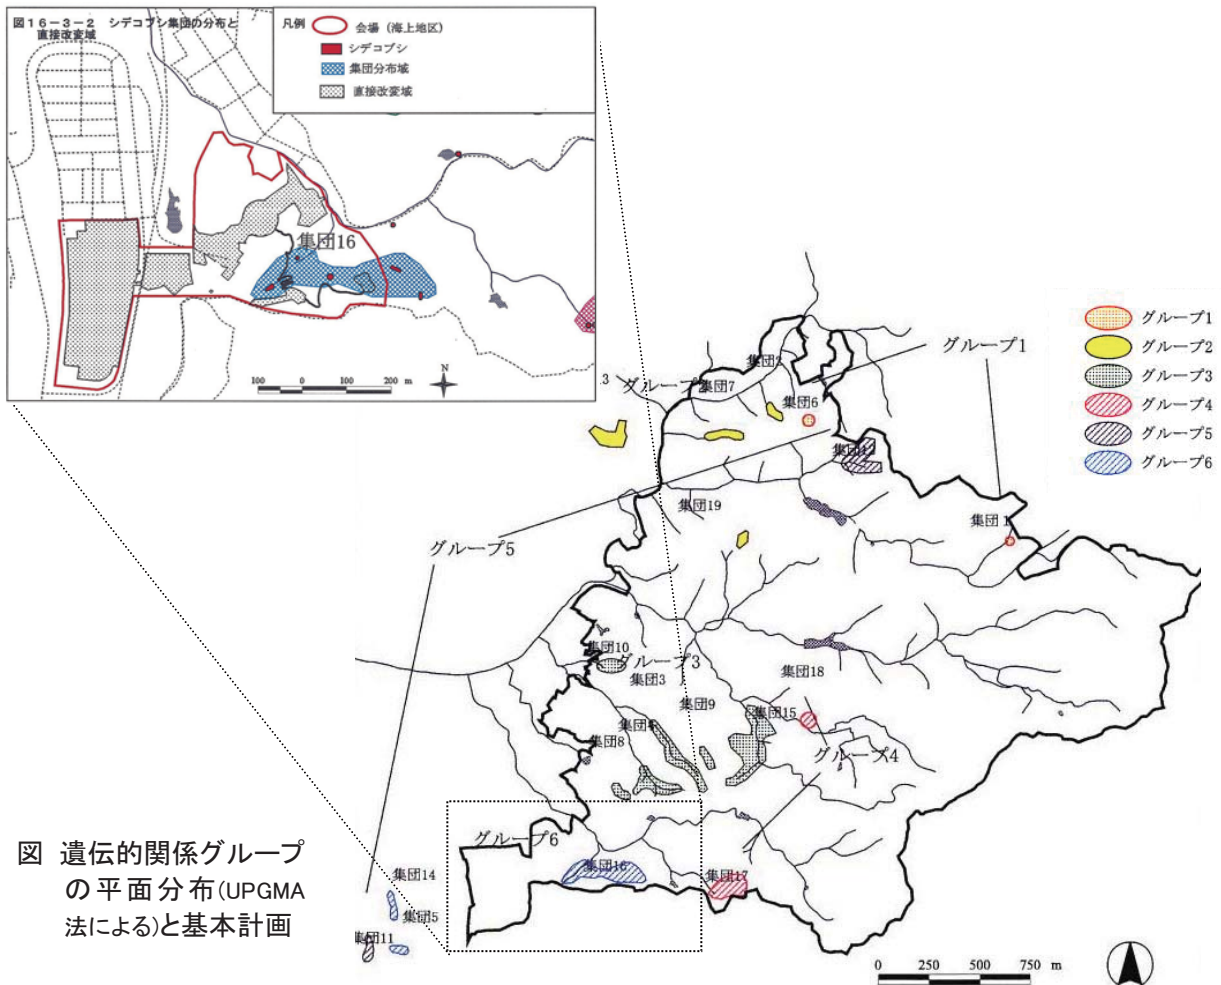 図16-3-2 シデコブシ集団の分布と
直接改変域
凡例
会場 (海上地区)
シデコブシ
集団分布域
直接改変域
集団16
100 0 100 200 m
N
グループ1
グループ2
グループ3
グループ4
グループ5
グループ6
グループ1
集団2
集団7
集団6
集団19
集団 1
グループ5
集団10
グループ3
集団3
集団18
集団9
集団15
集団4
集団8
グループ4
グループ6
集団16
集団17
集団14
集団5
集団11
図 遺伝的関係グループ
の平面分布(UPGMA
法による)と基本計画
0 250 500 750 m